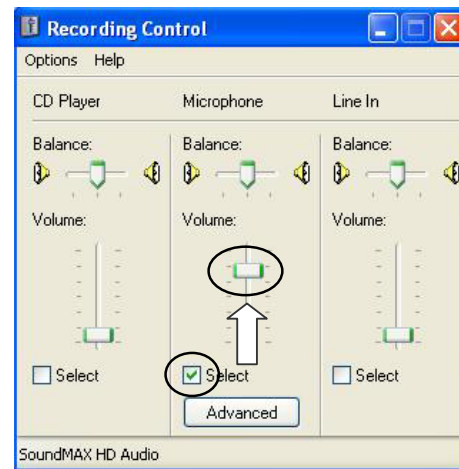 Recording Control
Options Help
CD Player Microphone Line In
Balance: Balance: Balance:
Volume: Volume: Volume:
Select Select Select
Advanced
SoundMAX HD Audio